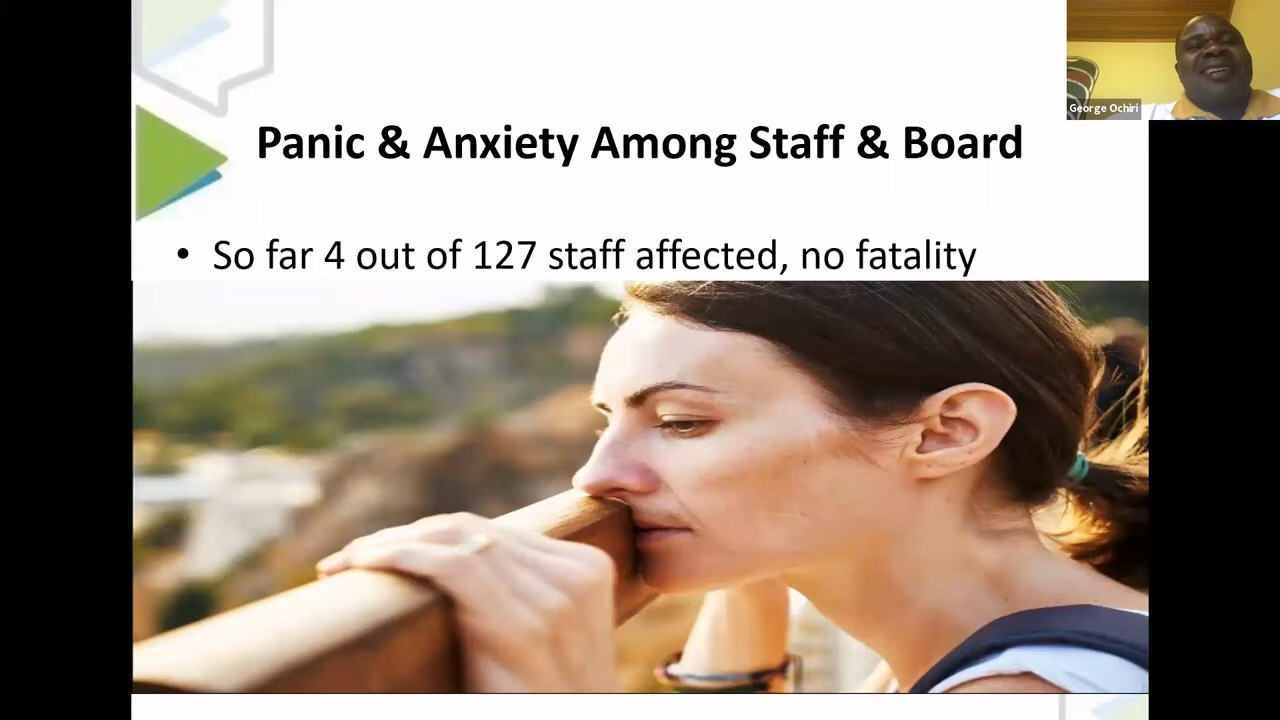 George Ochiri
Panic & Anxiety Among Staff & Board
• So far 4 out of 127 staff affected, no fatality